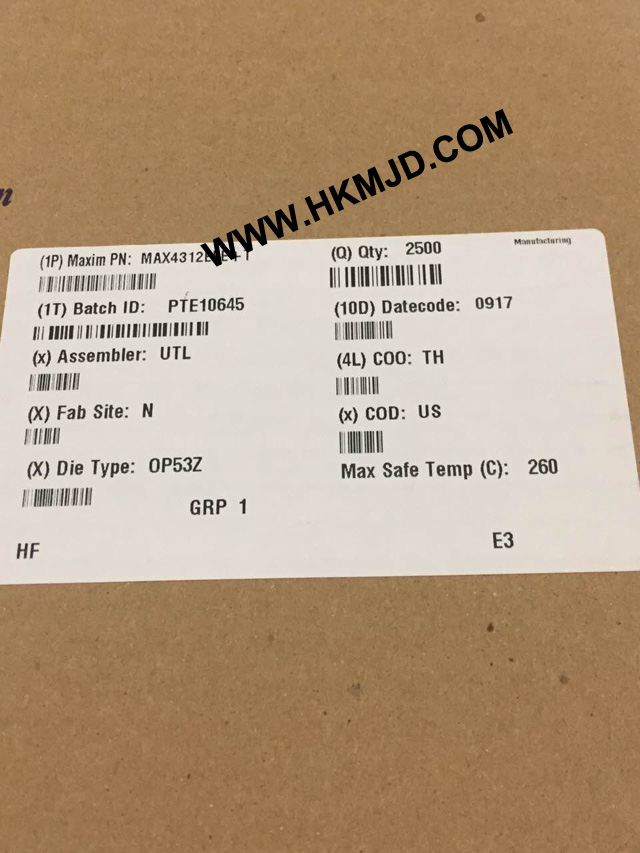 WWW.HKMJD.COM
Manufacturing
(1P) Maxim PN:
(Q) Qty: 2500
(1T) Batch ID: PTE10645
(10D) Datecode: 0917
(x) Assembler: UTL
(4L) COO: TH
(X) Fab Site: N
(x) COD: US
(X) Die Type: OP53Z
Max Safe Temp (C): 260
GRP 1
HF
E3